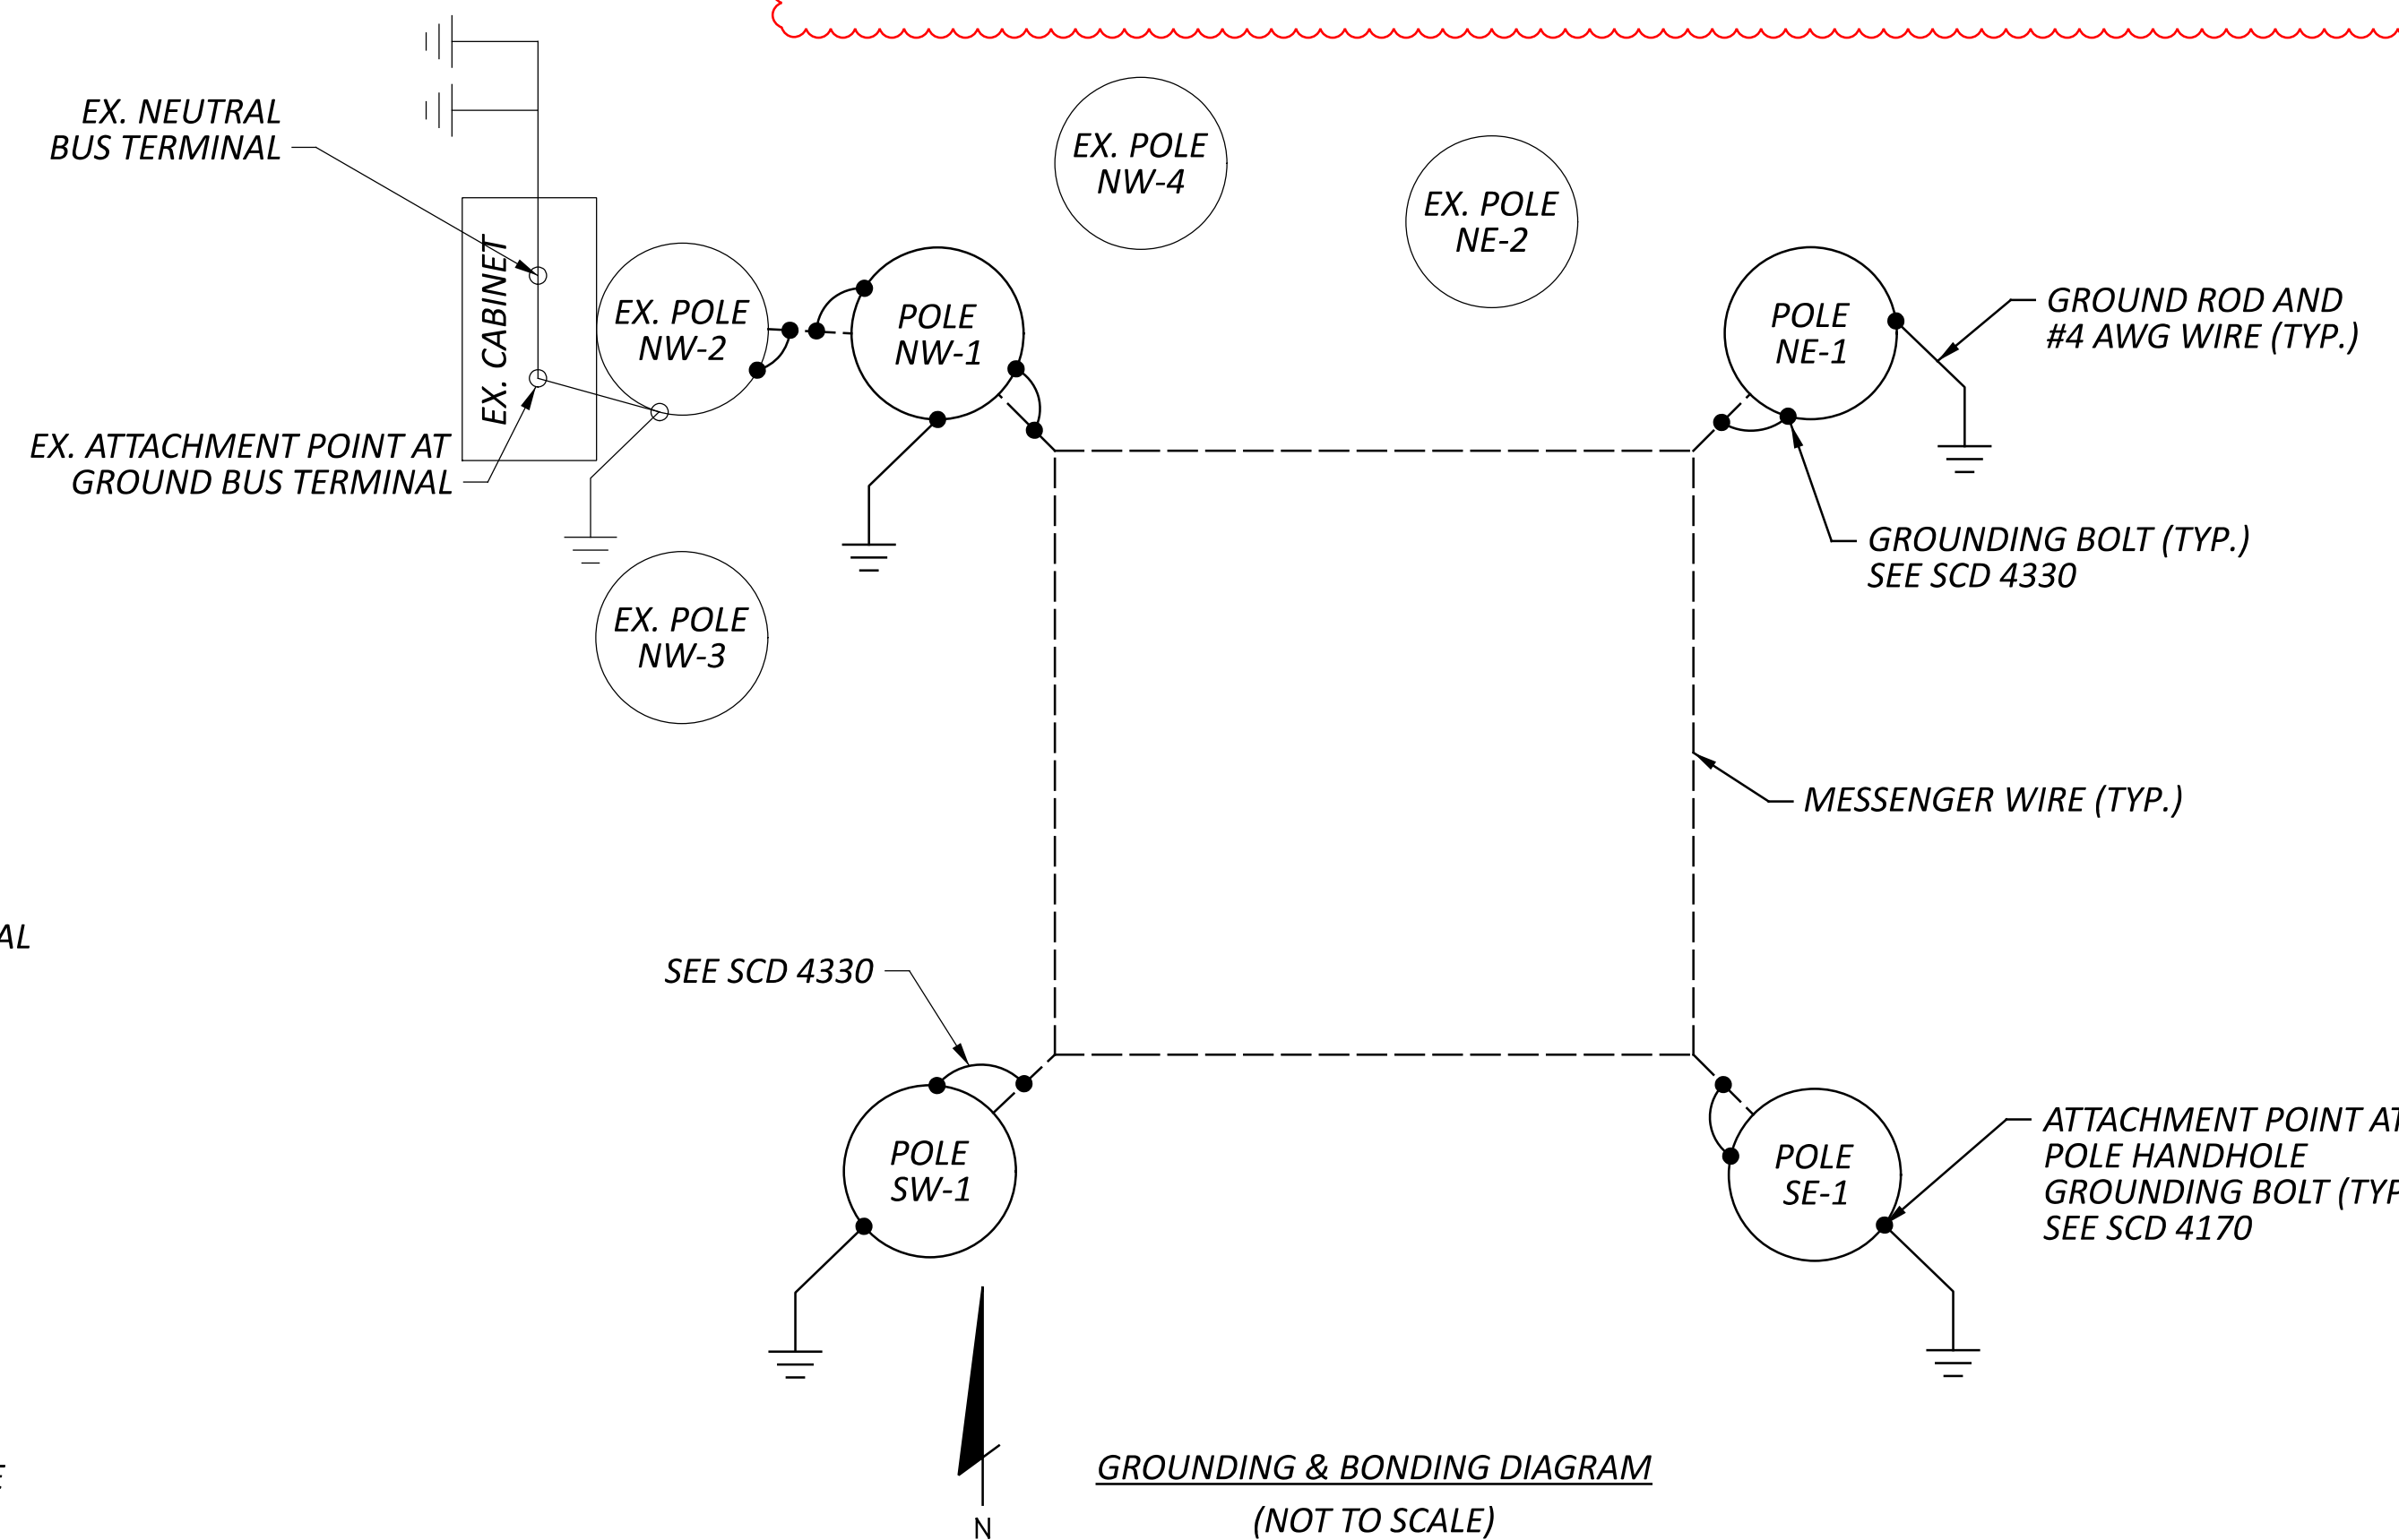 EX. NEUTRAL
BUS TERMINAL
EX. POLE
NW-4
EX. POLE
NE-2
EX. CABINET
EX. POLE
NW-2
POLE
NW-1
POLE
NE-1
GROUND ROD AND
#4 AWG WIRE (TYP.)
EX. ATTACHMENT POINT AT
GROUND BUS TERMINAL
GROUNDING BOLT (TYP.)
SEE SCD 4330
EX. POLE
NW-3
MESSENGER WIRE (TYP.)
AL
SEE SCD 4330
POLE
SW-1
POLE
SE-1
ATTACHMENT POINT AT
POLE HANDHOLE
GROUNDING BOLT (TYP
SEE SCD 4170
GROUNDING & BONDING DIAGRAM
(NOT TO SCALE)
N